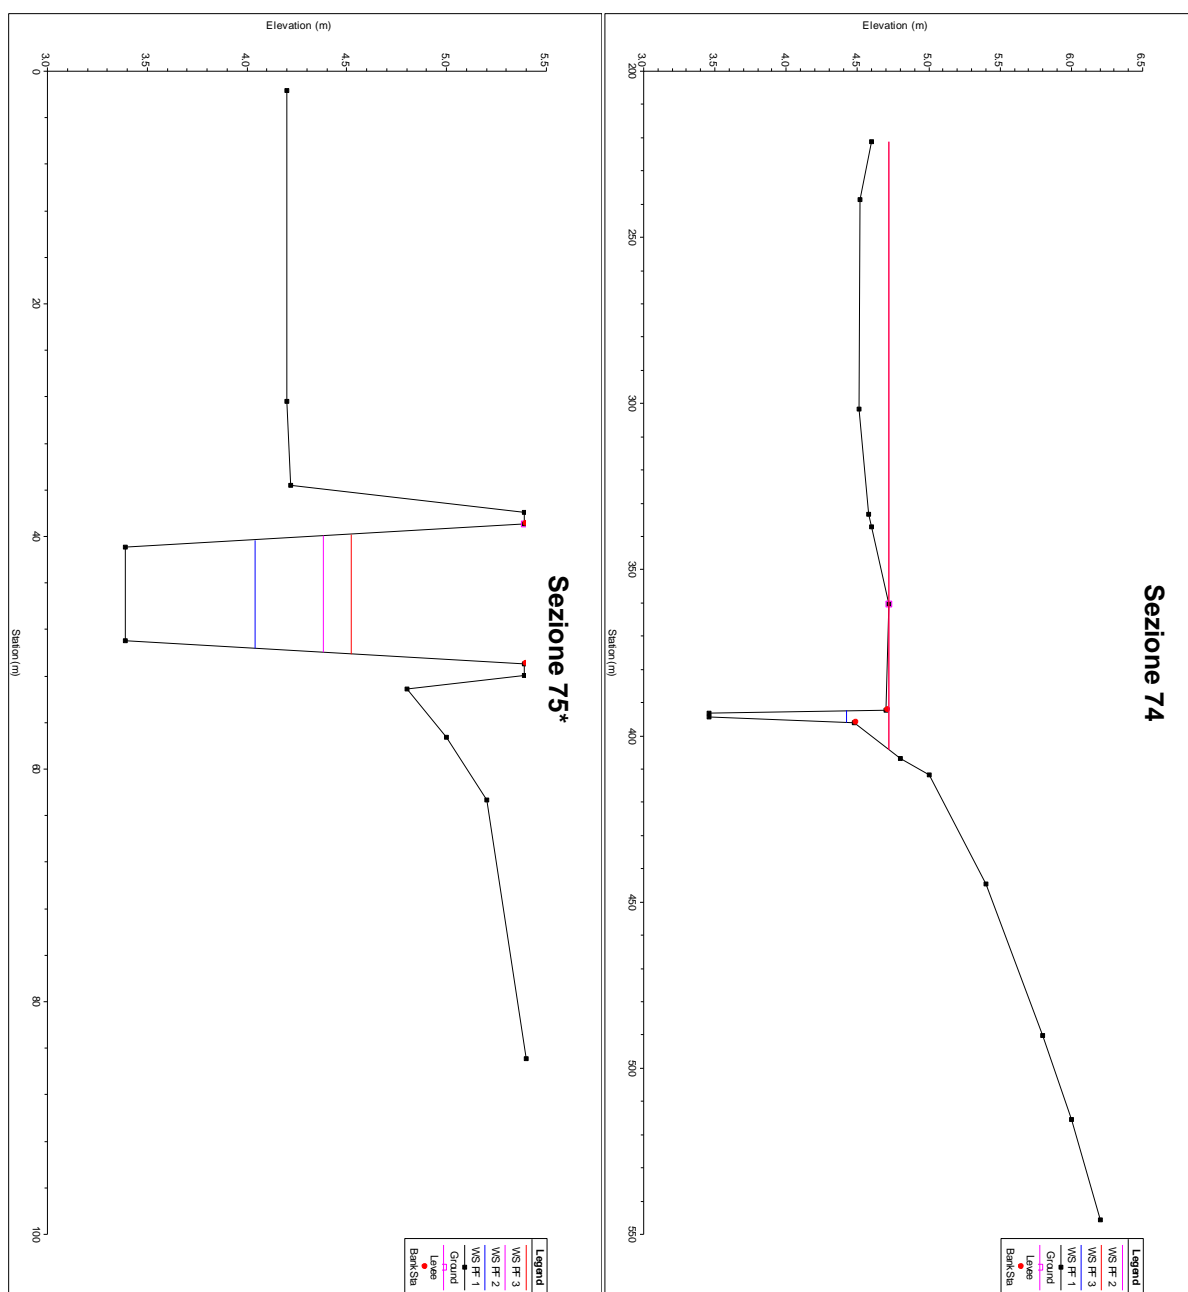 Sezione 74
Elevation (m)
3.0
3.5
4.0
4.5
5.0
5.5
6.0
6.5
200
250
300
350
400
450
500
550
Station (m)
Legend
WS PF 2
WS PF 3
WS PF 1
Ground
Levee
Bank Sta
Sezione 75*
Elevation (m)
3.0
3.5
4.0
4.5
5.0
5.5
0
20
40
60
80
100
Station (m)
Legend
WS PF 3
WS PF 2
WS PF 1
Ground
Levee
Bank Sta